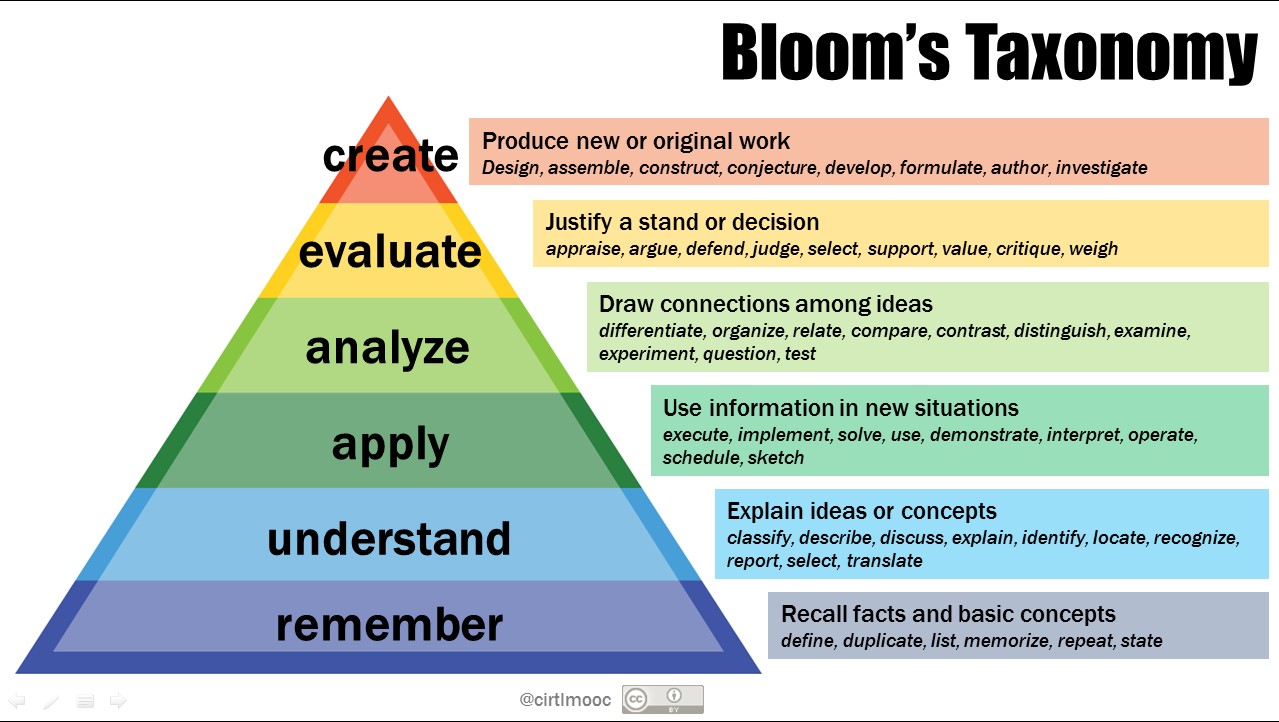 Bloom's Taxonomy
create
Produce new or original work
Design, assemble, construct, conjecture, develop, formulate, author, investigate
evaluate
Justify a stand or decision
appraise, argue, defend, judge, select, support, value, critique, weigh
analyze
Draw connections among ideas
differentiate, organize, relate, compare, contrast, distinguish, examine,
experiment, question, test
apply
Use information in new situations
execute, implement, solve, use, demonstrate, interpret, operate,
schedule, sketch
understand
Explain ideas or concepts
classify, describe, discuss, explain, identify, locate, recognize,
report, select, translate
remember
Recall facts and basic concepts
define, duplicate, list, memorize, repeat, state
@cirtlmooc
cc
BY